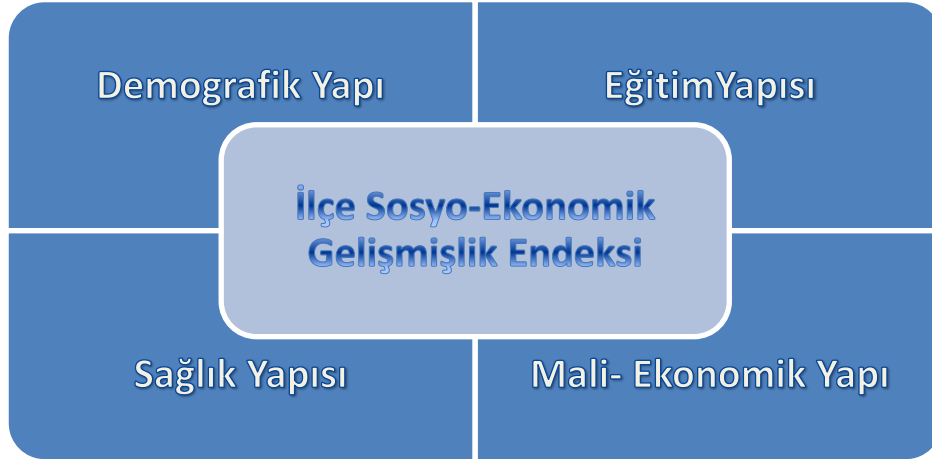 Demografik Yapı
EğitimYapısı
İlçe Sosyo-Ekonomik
Gelişmişlik Endeksi
Sağlık Yapısı
Mali- Ekonomik Yapı